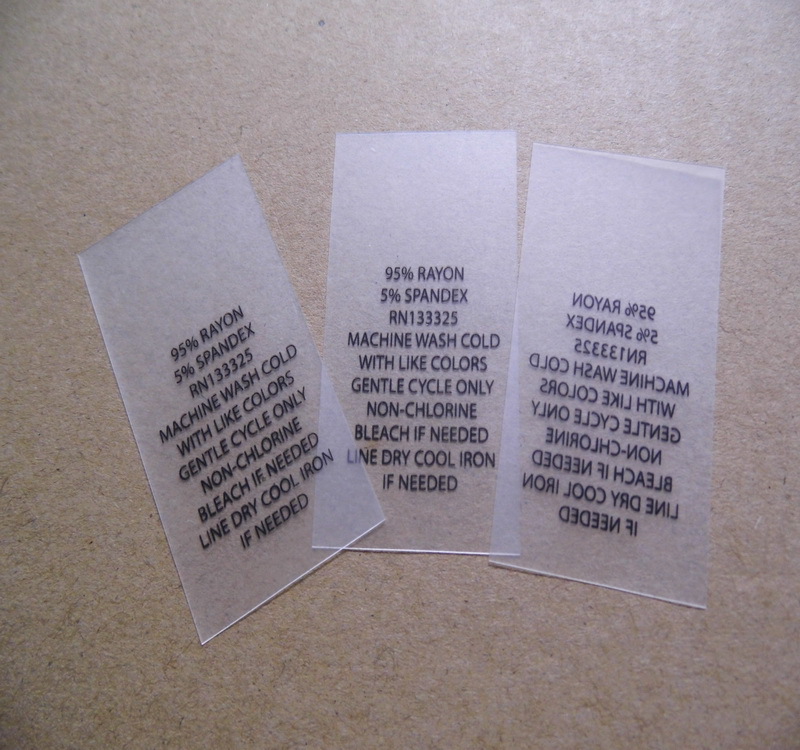 95% RAYON
5% SPANDEX
RN133325
MACHINE WASH COLD
WITH LIKE COLORS
GENTLE CYCLE ONLY
NON-CHLORINE
BLEACH IF NEEDED
LINE DRY COOL IRON
IF NEEDED
95% RAYON
5% SPANDEX
RN133325
MACHINE WASH COLD
WITH LIKE COLORS
GENTLE CYCLE ONLY
NON-CHLORINE
BLEACH IF NEEDED
LINE DRY COOL IRON
IF NEEDED
95% RAYON
5% SPANDEX
RN133325
MACHINE WASH COLD
WITH LIKE COLORS
GENTLE CYCLE ONLY
NON-CHLORINE
BLEACH IF NEEDED
LINE DRY COOL IRON
IF NEEDED